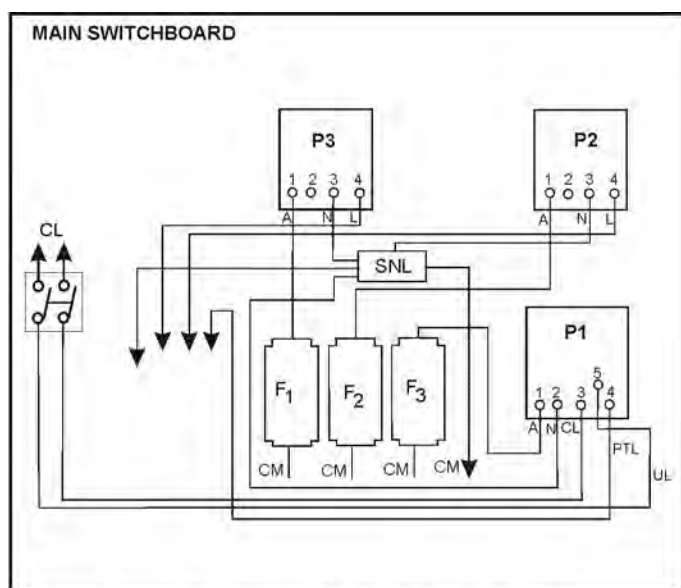 MAIN SWITCHBOARD
P3
1 2 3 4
A N L
P2
1 2 3 4
A N L
CL
SNL
P1
5
1 2 3 4
A N CL
PTL
UL
F1
F2
F3
CM CM CM CM